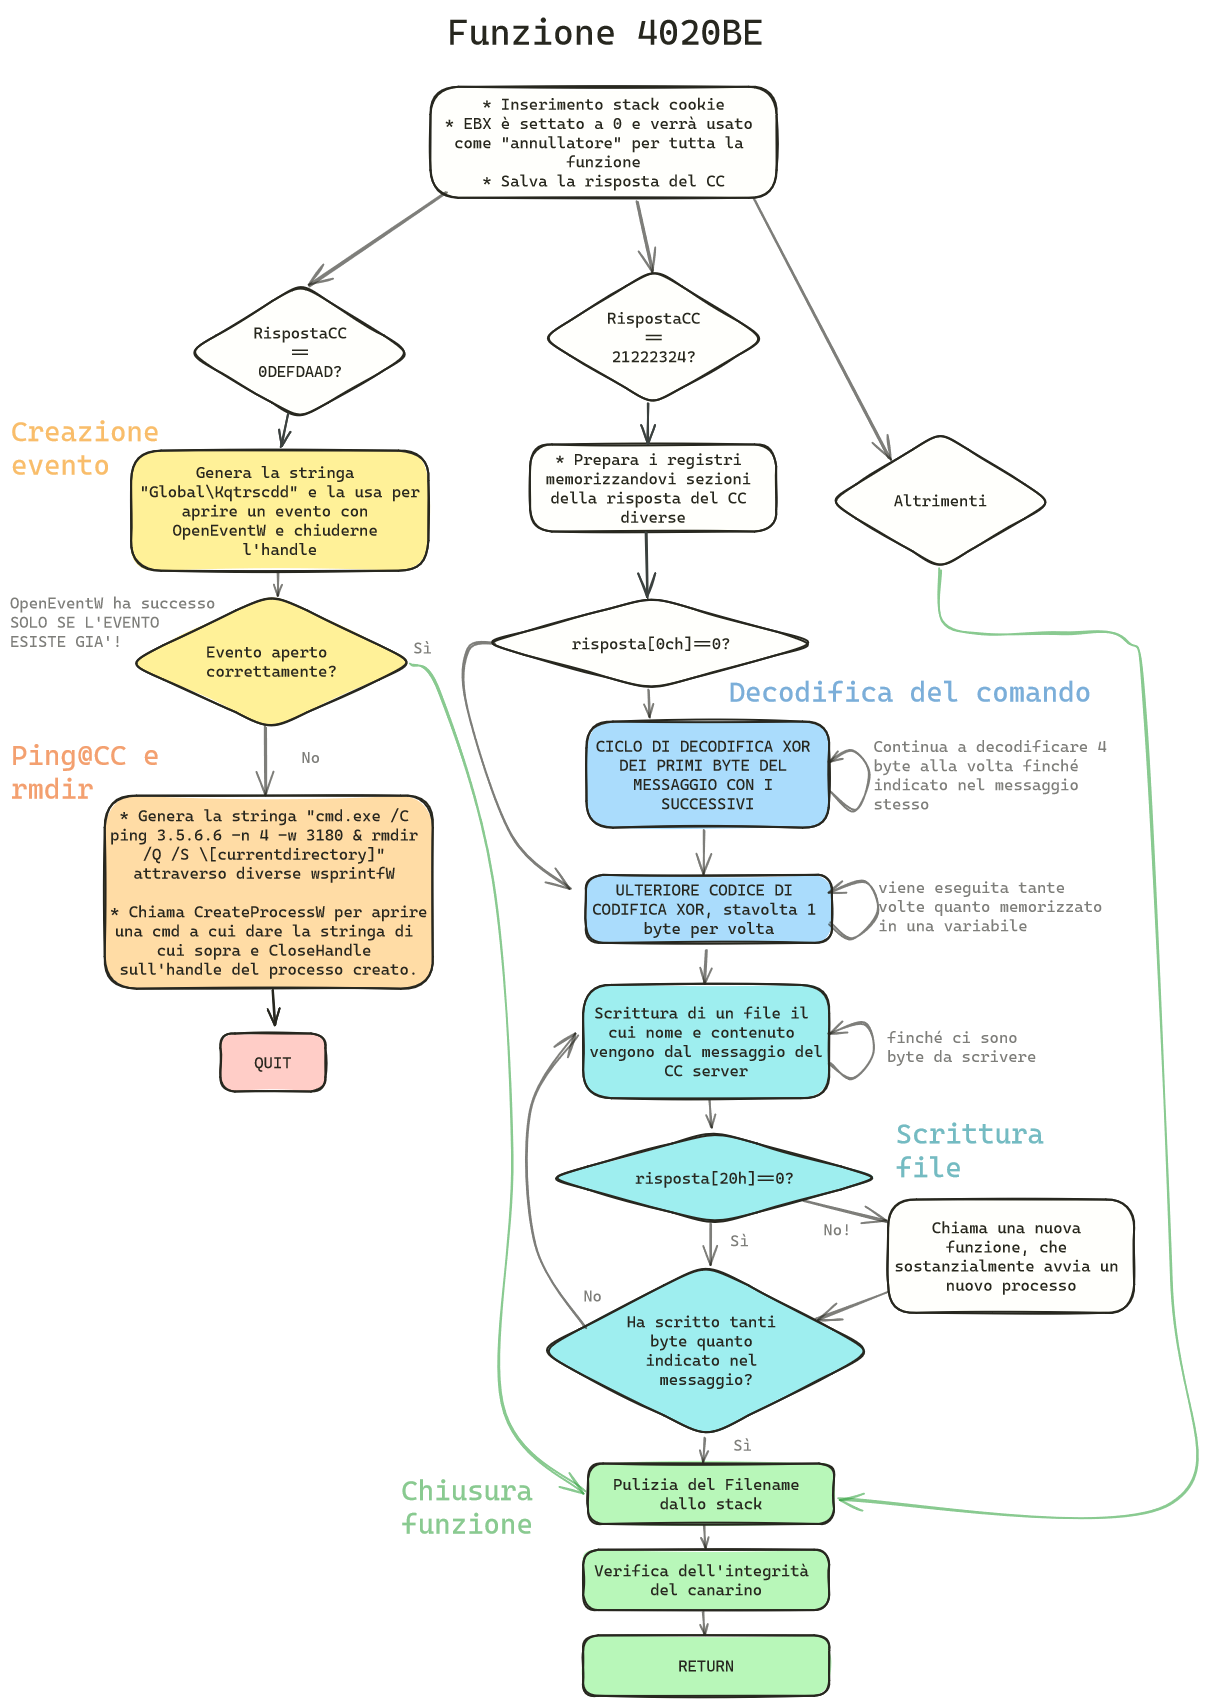 Funzione 4020BE
* Inserimento stack cookie
* EBX è settato a 0 e verrà usato
come "annullatore" per tutta la
funzione
* Salva la risposta del CC
RispostaCC
==
0DEFDAAD?
RispostaCC
==
21222324?
Altrimenti
Creazione
evento
Genera la stringa
"Global\Kqtrscdd" e la usa per
aprire un evento con
OpenEventW e chiuderne
l'handle
* Prepara i registri
memorizzandovi sezioni
della risposta del CC
diverse
OpenEventW ha successo
SOLO SE L'EVENTO
ESISTE GIA'!
Evento aperto
correttamente?
Sì
No
risposta[0ch]==0?
Decodifica del comando
CICLO DI DECODIFICA XOR
DEI PRIMI BYTE DEL
MESSAGGIO CON I
SUCCESSIVI
Continua a decodificare 4
byte alla volta finché
indicato nel messaggio
stesso
Ping@CC e
rmdir
* Genera la stringa "cmd.exe /C
ping 3.5.6.6 -n 4 -w 3180 & rmdir
/Q /S \[currentdirectory]"
attraverso diverse wsprintfW
* Chiama CreateProcessW per aprire
una cmd a cui dare la stringa di
cui sopra e CloseHandle
sull'handle del processo creato.
QUIT
ULTERIORE CODICE DI
CODIFICA XOR, stavolta 1
byte per volta
viene eseguita tante
volte quanto memorizzato
in una variabile
Scrittura di un file il
cui nome e contenuto
vengono dal messaggio del
CC server
finché ci sono
byte da scrivere
Scrittura
file
risposta[20h]==0?
No!
Sì
Chiama una nuova
funzione, che
sostanzialmente avvia un
nuovo processo
No
Ha scritto tanti
byte quanto
indicato nel
messaggio?
Sì
Chiusura
funzione
Pulizia del Filename
dallo stack
Verifica dell'integrità
del canarino
RETURN